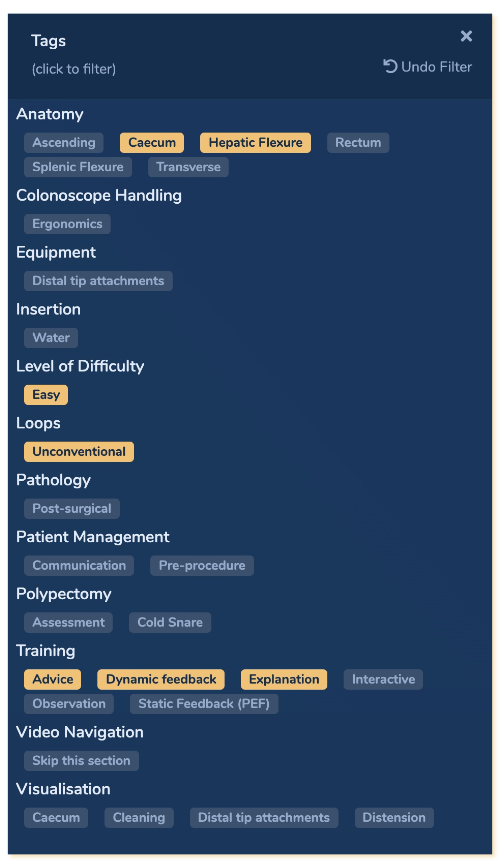 Tags
(click to filter)
Undo Filter
Anatomy
Ascending Caecum Hepatic Flexure Rectum
Splenic Flexure Transverse
Colonoscope Handling
Ergonomics
Equipment
Distal tip attachments
Insertion
Water
Level of Difficulty
Easy
Loops
Unconventional
Pathology
Post-surgical
Patient Management
Communication Pre-procedure
Polypectomy
Assessment Cold Snare
Training
Advice Dynamic feedback Explanation Interactive
Observation Static Feedback (PEF)
Video Navigation
Skip this section
Visualisation
Caecum Cleaning Distal tip attachments Distension